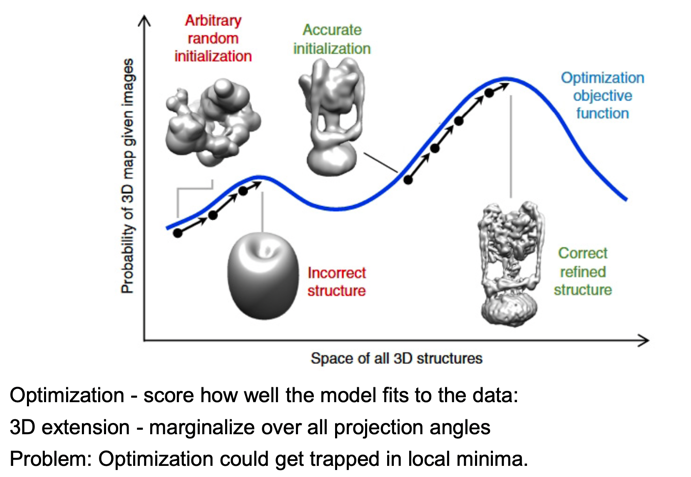 Arbitrary
random
initialization
Accurate
initialization
Optimization
objective
function
Probability of 3D map given images
Incorrect
structure
Correct
refined
structure
Space of all 3D structures
Optimization - score how well the model fits to the data:
3D extension - marginalize over all projection angles
Problem: Optimization could get trapped in local minima.